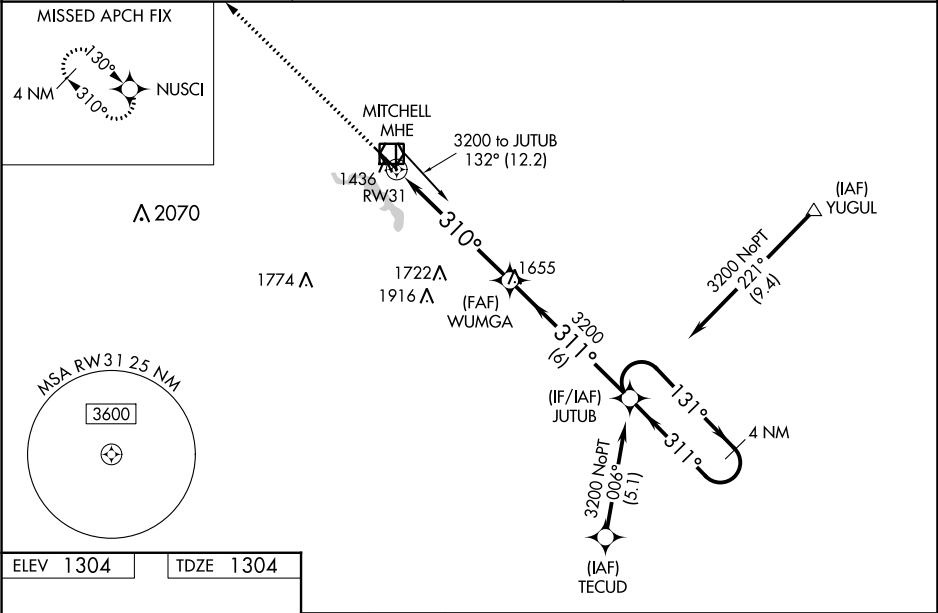 MISSED APCH FIX
130°
4 NM
310°
NUSCI
MITCHELL
MHE
3200 to JUTUB
132° (12.2)
1436
RW31
(IAF)
YUGUL
2070
310°
3200 NoPT
221°
(9.4)
1774
1722
1655
1916
(FAF)
WUMGA
3200
311°
(6)
MSA RW31 25 NM
3600
(IF/IAF)
JUTUB
131°
4 NM
311°
3200 NoPT
006°
(5.1)
(IAF)
TECUD
ELEV 1304
TDZE 1304